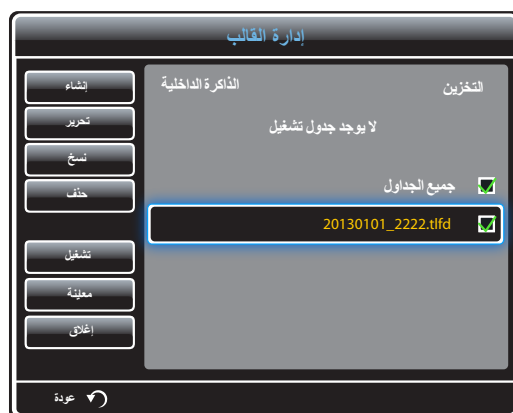 إدارة القالب
التخزين
الذاكرة الداخلية
لا يوجد جدول تشغيل
جميع الجداول
20130101_2222.tlfd
إنشاء
تحرير
نسخ
حذف
تشغيل
معاينة
إغلاق
عودة